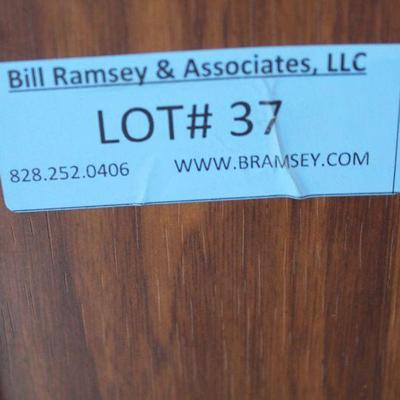 Bill Ramsey & Associates, LLC
LOT# 37
828.252.0406 WWW.BRAMSEY.COM